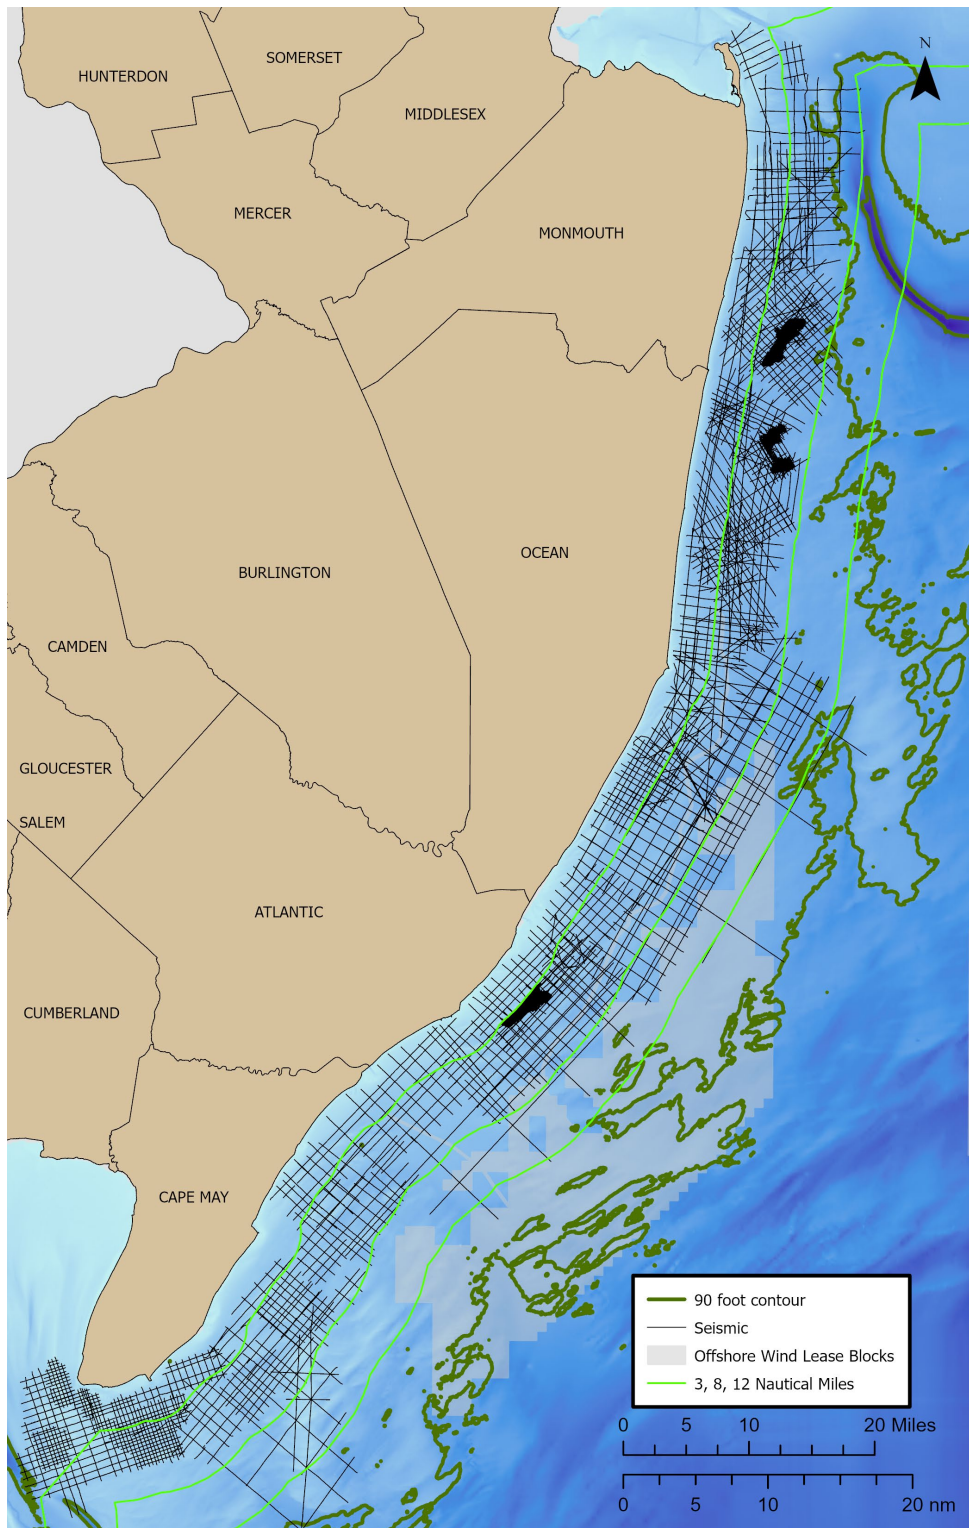 N
SOMERSET
HUNTERDON
MIDDLESEX
MERCER
MONMOUTH
OCEAN
BURLINGTON
CAMDEN
GLOUCESTER
SALEM
ATLANTIC
CUMBERLAND
CAPE MAY
90 foot contour
Seismic
Offshore Wind Lease Blocks
3, 8, 12 Nautical Miles
0 5 10 20 Miles
0 5 10 20 nm